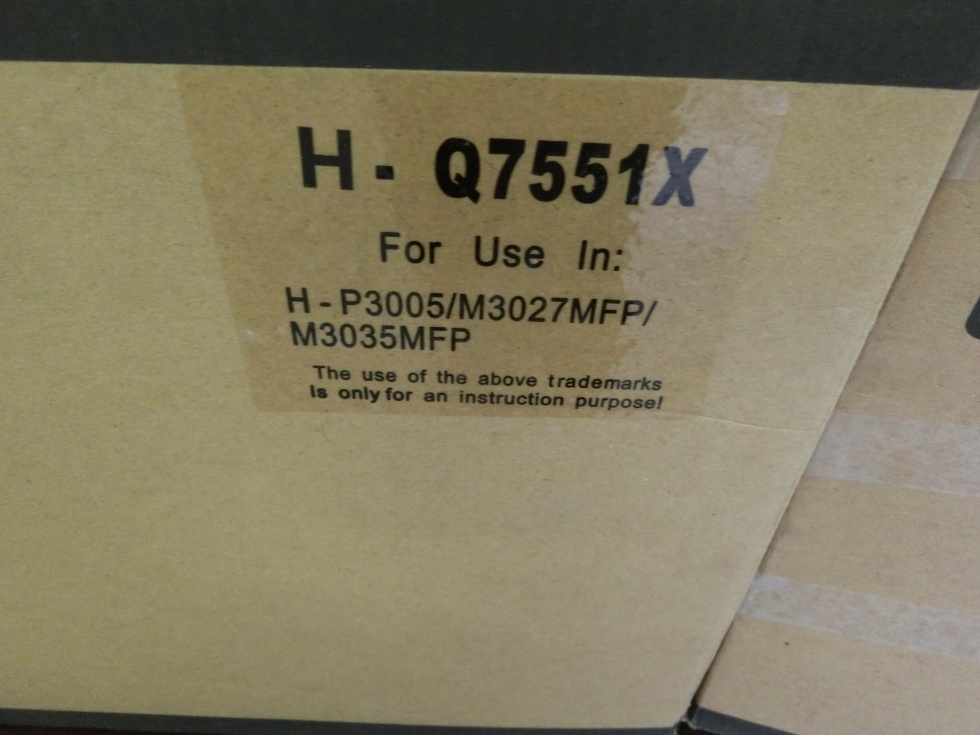 H - Q7551X
For Use In:
H - P3005/M3027MFP/
M3035MFP
The use of the above trademarks
Is only for an instruction purpose!